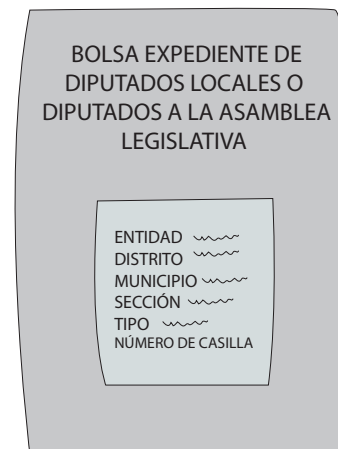 BOLSA EXPEDIENTE DE
DIPUTADOS LOCALES O
DIPUTADOS A LA ASAMBLEA
LEGISLATIVA
ENTIDAD
DISTRITO
MUNICIPIO
SECCIÓN
TIPO
NÚMERO DE CASILLA